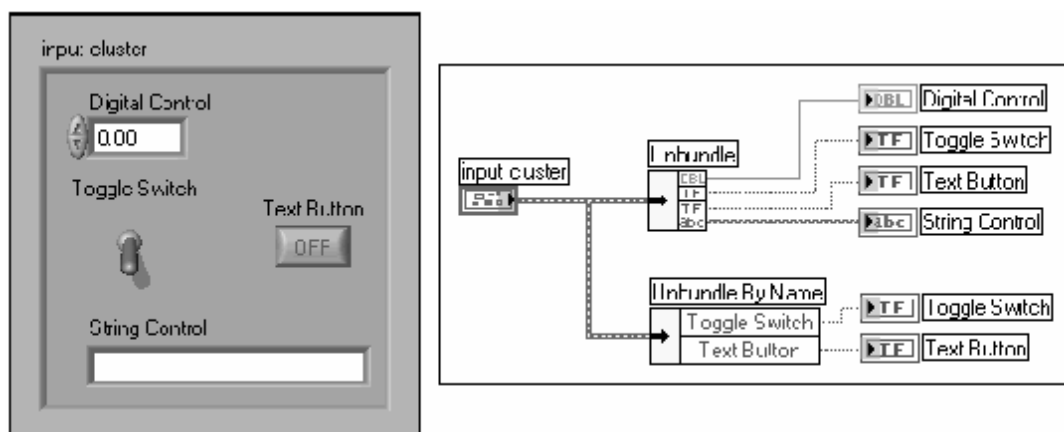 input cluster
Digital Control
0.00
Toggle Switch
Text Button
OFF
String Control
input cluster
Unbundle
DBL
TF
TF
abc
DBL Digital Control
TF Toggle Switch
TF Text Button
abc String Control
Unbundle By Name
Toggle Switch
Text Button
TF Toggle Switch
TF Text Button